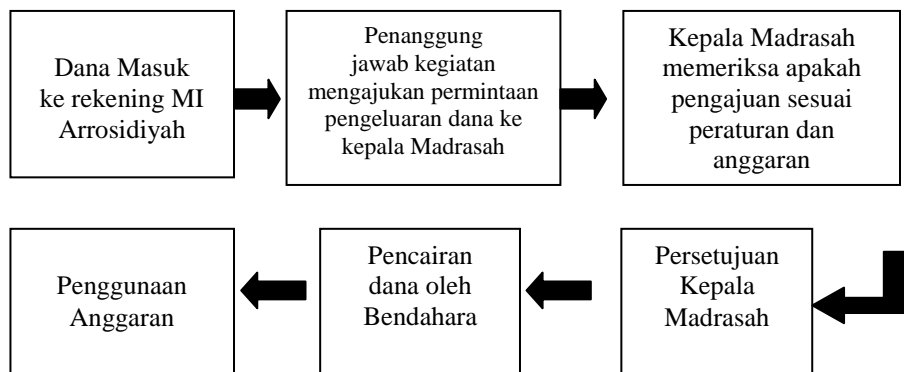 Dana Masuk
ke rekening MI
Arrosidiyah
Penanggung
jawab kegiatan
mengajukan permintaan
pengeluaran dana ke
kepala Madrasah
Kepala Madrasah
memeriksa apakah
pengajuan sesuai
peraturan dan
anggaran
Persetujuan
Kepala
Madrasah
Pencairan
dana oleh
Bendahara
Penggunaan
Anggaran